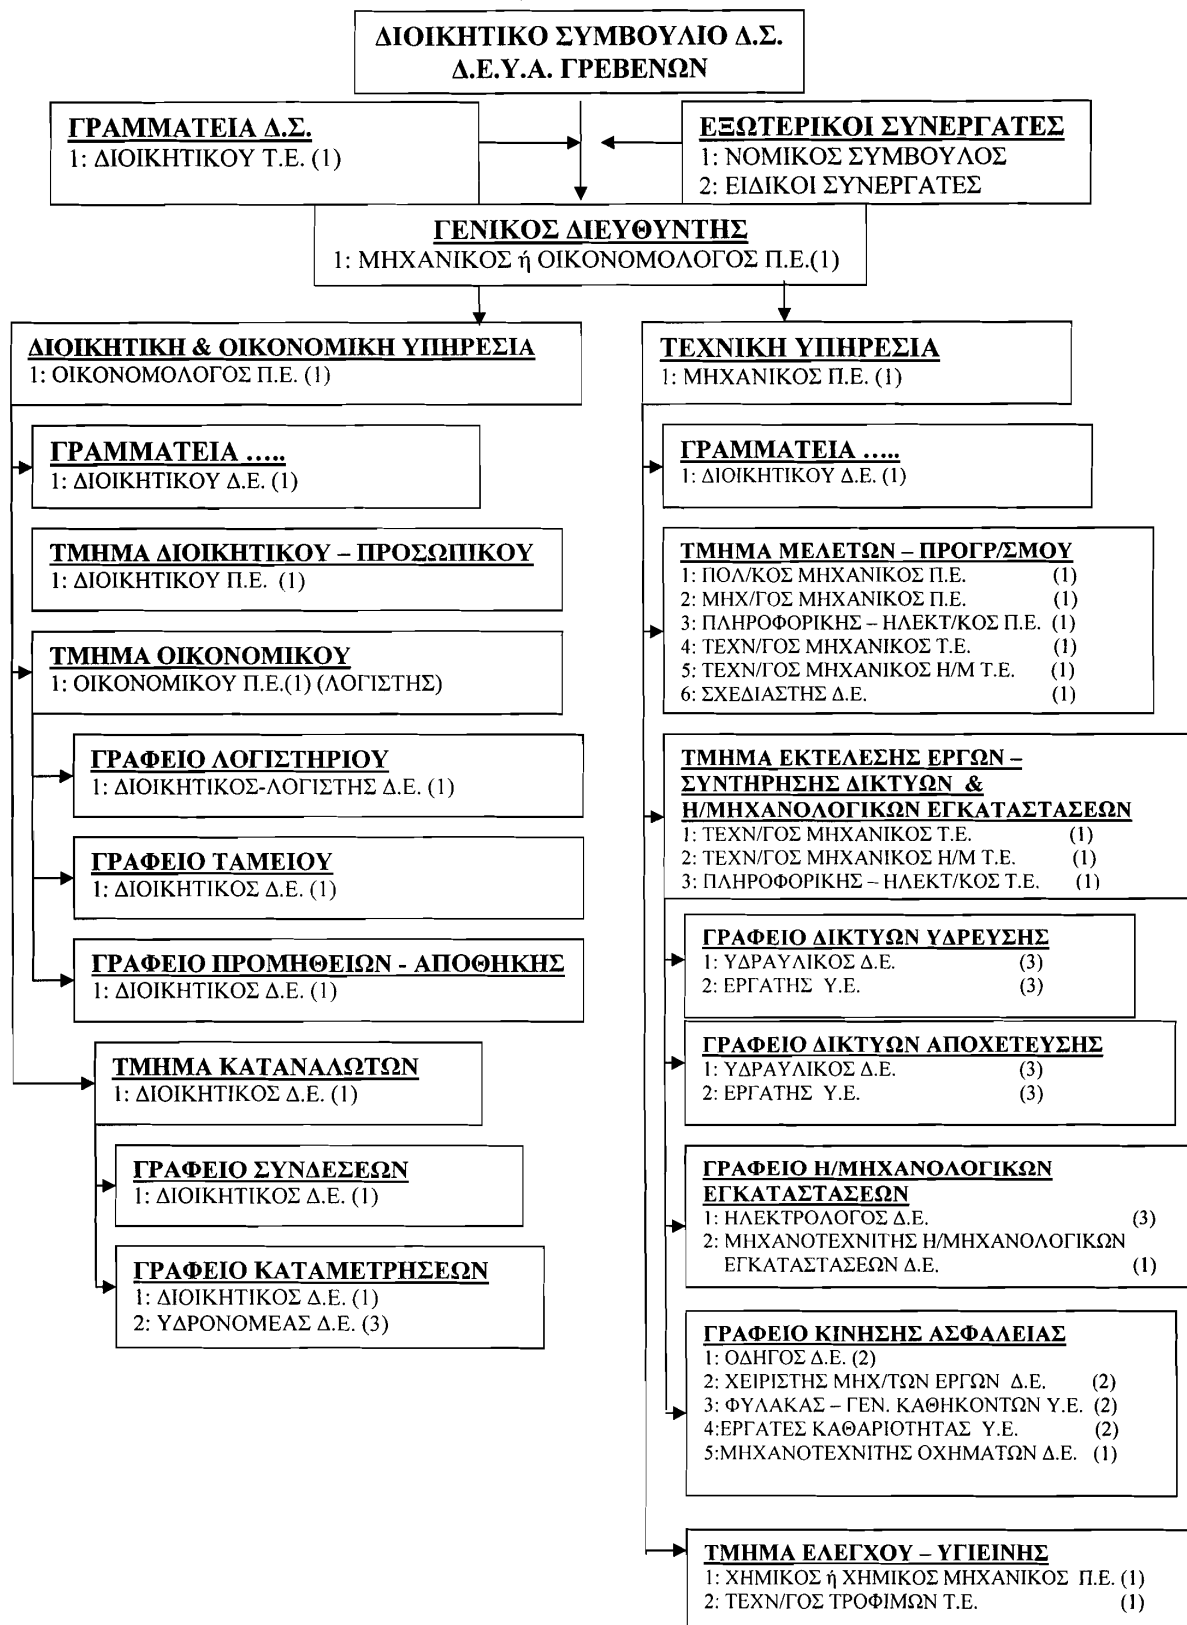 ΔΙΟΙΚΗΤΙΚΟ ΣΥΜΒΟΥΛΙΟ Δ.Σ.
Δ.Ε.Υ.Α. ΓΡΕΒΕΝΩΝ
ΓΡΑΜΜΑΤΕΙΑ Δ.Σ.
1: ΔΙΟΙΚΗΤΙΚΟΥ Τ.Ε. (1)
ΕΞΩΤΕΡΙΚΟΙ ΣΥΝΕΡΓΑΤΕΣ
1: ΝΟΜΙΚΟΣ ΣΥΜΒΟΥΛΟΣ
2: ΕΙΔΙΚΟΙ ΣΥΝΕΡΓΑΤΕΣ
ΓΕΝΙΚΟΣ ΔΙΕΥΘΥΝΤΗΣ
1: ΜΗΧΑΝΙΚΟΣ ή ΟΙΚΟΝΟΜΟΛΟΓΟΣ Π.Ε.(1)
ΔΙΟΙΚΗΤΙΚΗ & ΟΙΚΟΝΟΜΙΚΗ ΥΠΗΡΕΣΙΑ
1: ΟΙΚΟΝΟΜΟΛΟΓΟΣ Π.Ε. (1)
ΓΡΑΜΜΑΤΕΙΑ .....
1: ΔΙΟΙΚΗΤΙΚΟΥ Δ.Ε. (1)
ΤΜΗΜΑ ΔΙΟΙΚΗΤΙΚΟΥ – ΠΡΟΣΩΠΙΚΟΥ
1: ΔΙΟΙΚΗΤΙΚΟΥ Π.Ε. (1)
ΤΜΗΜΑ ΟΙΚΟΝΟΜΙΚΟΥ
1: ΟΙΚΟΝΟΜΙΚΟΥ Π.Ε.(1) (ΛΟΓΙΣΤΗΣ)
ΓΡΑΦΕΙΟ ΛΟΓΙΣΤΗΡΙΟΥ
1: ΔΙΟΙΚΗΤΙΚΟΣ-ΛΟΓΙΣΤΗΣ Δ.Ε. (1)
ΓΡΑΦΕΙΟ ΤΑΜΕΙΟΥ
1: ΔΙΟΙΚΗΤΙΚΟΣ Δ.Ε. (1)
ΓΡΑΦΕΙΟ ΠΡΟΜΗΘΕΙΩΝ - ΑΠΟΘΗΚΗΣ
1: ΔΙΟΙΚΗΤΙΚΟΣ Δ.Ε. (1)
ΤΜΗΜΑ ΚΑΤΑΝΑΛΩΤΩΝ
1: ΔΙΟΙΚΗΤΙΚΟΣ Δ.Ε. (1)
ΓΡΑΦΕΙΟ ΣΥΝΔΕΣΕΩΝ
1: ΔΙΟΙΚΗΤΙΚΟΣ Δ.Ε. (1)
ΓΡΑΦΕΙΟ ΚΑΤΑΜΕΤΡΗΣΕΩΝ
1: ΔΙΟΙΚΗΤΙΚΟΣ Δ.Ε. (1)
2: ΥΔΡΟΝΟΜΕΑΣ Δ.Ε. (3)
ΤΕΧΝΙΚΗ ΥΠΗΡΕΣΙΑ
1: ΜΗΧΑΝΙΚΟΣ Π.Ε. (1)
ΓΡΑΜΜΑΤΕΙΑ .....
1: ΔΙΟΙΚΗΤΙΚΟΥ Δ.Ε. (1)
ΤΜΗΜΑ ΜΕΛΕΤΩΝ – ΠΡΟΓΡ/ΣΜΟΥ
1: ΠΟΛ/ΚΟΣ ΜΗΧΑΝΙΚΟΣ Π.Ε. (1)
2: ΜΗΧ/ΓΟΣ ΜΗΧΑΝΙΚΟΣ Π.Ε. (1)
3: ΠΛΗΡΟΦΟΡΙΚΗΣ – ΗΛΕΚΤ/ΚΟΣ Π.Ε. (1)
4: ΤΕΧΝ/ΓΟΣ ΜΗΧΑΝΙΚΟΣ Τ.Ε. (1)
5: ΤΕΧΝ/ΓΟΣ ΜΗΧΑΝΙΚΟΣ Η/Μ Τ.Ε. (1)
6: ΣΧΕΔΙΑΣΤΗΣ Δ.Ε. (1)
ΤΜΗΜΑ ΕΚΤΕΛΕΣΗΣ ΕΡΓΩΝ –
ΣΥΝΤΗΡΗΣΗΣ ΔΙΚΤΥΩΝ &
Η/ΜΗΧΑΝΟΛΟΓΙΚΩΝ ΕΓΚΑΤΑΣΤΑΣΕΩΝ
1: ΤΕΧΝ/ΓΟΣ ΜΗΧΑΝΙΚΟΣ Τ.Ε. (1)
2: ΤΕΧΝ/ΓΟΣ ΜΗΧΑΝΙΚΟΣ Η/Μ Τ.Ε. (1)
3: ΠΛΗΡΟΦΟΡΙΚΗΣ – ΗΛΕΚΤ/ΚΟΣ Τ.Ε. (1)
ΓΡΑΦΕΙΟ ΔΙΚΤΥΩΝ ΥΔΡΕΥΣΗΣ
1: ΥΔΡΑΥΛΙΚΟΣ Δ.Ε. (3)
2: ΕΡΓΑΤΗΣ Υ.Ε. (3)
ΓΡΑΦΕΙΟ ΔΙΚΤΥΩΝ ΑΠΟΧΕΤΕΥΣΗΣ
1: ΥΔΡΑΥΛΙΚΟΣ Δ.Ε. (3)
2: ΕΡΓΑΤΗΣ Υ.Ε. (3)
ΓΡΑΦΕΙΟ Η/ΜΗΧΑΝΟΛΟΓΙΚΩΝ
ΕΓΚΑΤΑΣΤΑΣΕΩΝ
1: ΗΛΕΚΤΡΟΛΟΓΟΣ Δ.Ε. (3)
2: ΜΗΧΑΝΟΤΕΧΝΙΤΗΣ Η/ΜΗΧΑΝΟΛΟΓΙΚΩΝ
ΕΓΚΑΤΑΣΤΑΣΕΩΝ Δ.Ε. (1)
ΓΡΑΦΕΙΟ ΚΙΝΗΣΗΣ ΑΣΦΑΛΕΙΑΣ
1: ΟΔΗΓΟΣ Δ.Ε. (2)
2: ΧΕΙΡΙΣΤΗΣ ΜΗΧ/ΤΩΝ ΕΡΓΩΝ Δ.Ε. (2)
3: ΦΥΛΑΚΑΣ – ΓΕΝ. ΚΑΘΗΚΟΝΤΩΝ Υ.Ε. (2)
4:ΕΡΓΑΤΕΣ ΚΑΘΑΡΙΟΤΗΤΑΣ Υ.Ε. (2)
5:ΜΗΧΑΝΟΤΕΧΝΙΤΗΣ ΟΧΗΜΑΤΩΝ Δ.Ε. (1)
ΤΜΗΜΑ ΕΛΕΓΧΟΥ – ΥΓΙΕΙΝΗΣ
1: ΧΗΜΙΚΟΣ ή ΧΗΜΙΚΟΣ ΜΗΧΑΝΙΚΟΣ Π.Ε. (1)
2: ΤΕΧΝ/ΓΟΣ ΤΡΟΦΙΜΩΝ Τ.Ε. (1)